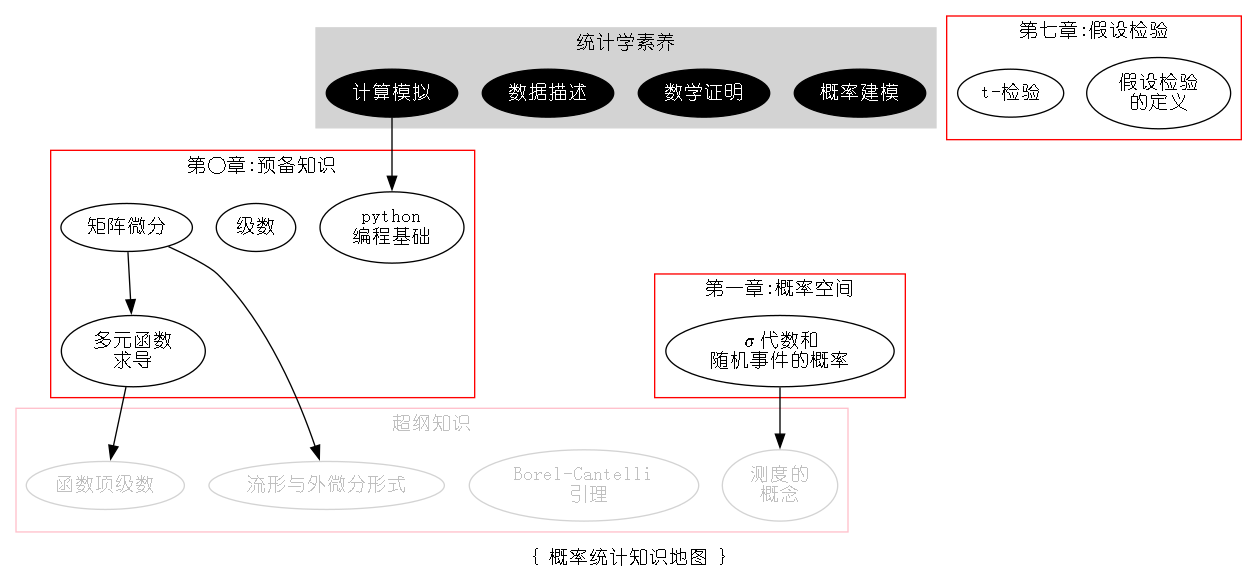 统计学素养
计算模拟
数据描述
数学证明
概率建模
第七章:假设检验
t-检验
假设检验
的定义
第〇章:预备知识
矩阵微分
级数
python
编程基础
多元函数
求导
第一章:概率空间
σ代数和
随机事件的概率
超纲知识
函数项级数
流形与外微分形式
Borel-Cantelli
引理
测度的
概念
{ 概率统计知识地图 }